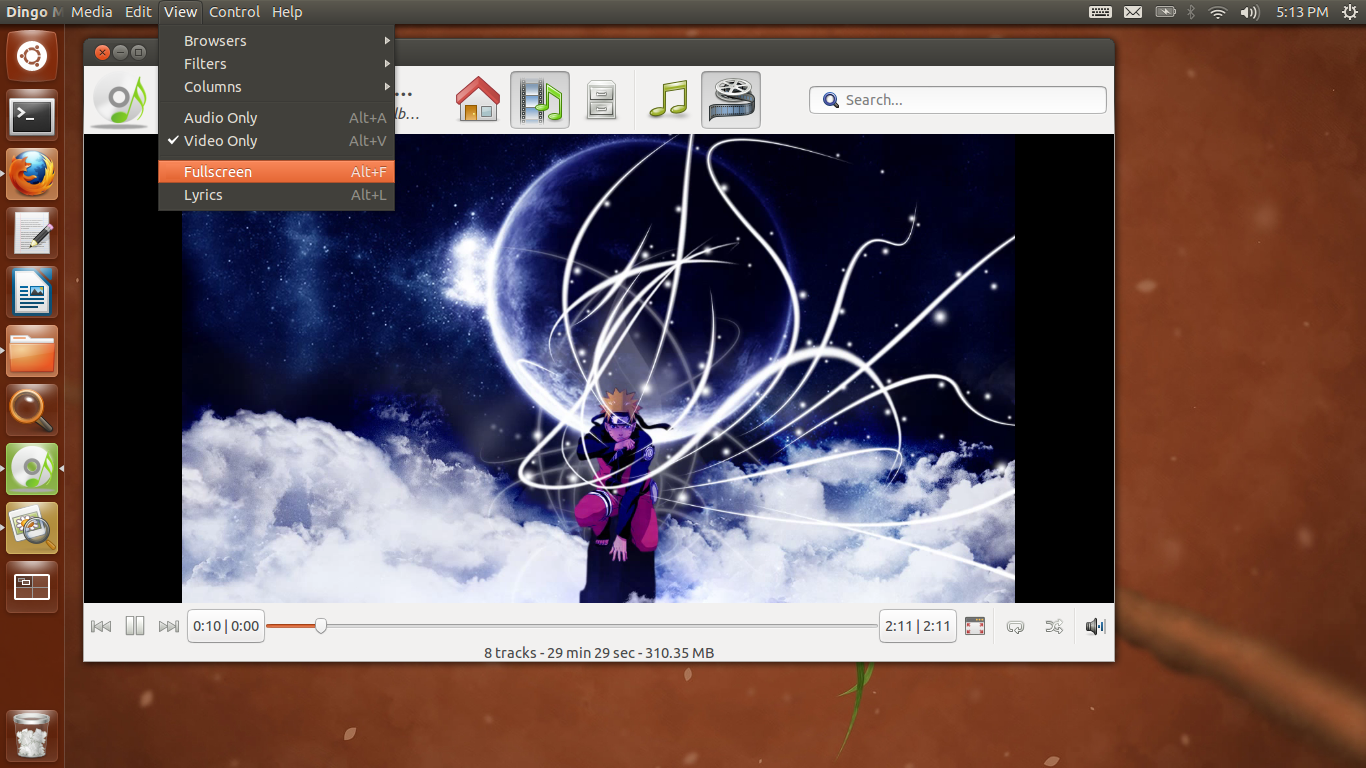 Dingo M Media Edit View Control Help 5:13 PM
Browsers
Filters
Columns
Audio Only Alt+A
Video Only Alt+V
Fullscreen Alt+F
Lyrics Alt+L
...
lb...
Search...
0:10 | 0:00 2:11 | 2:11
8 tracks - 29 min 29 sec - 310.35 MB